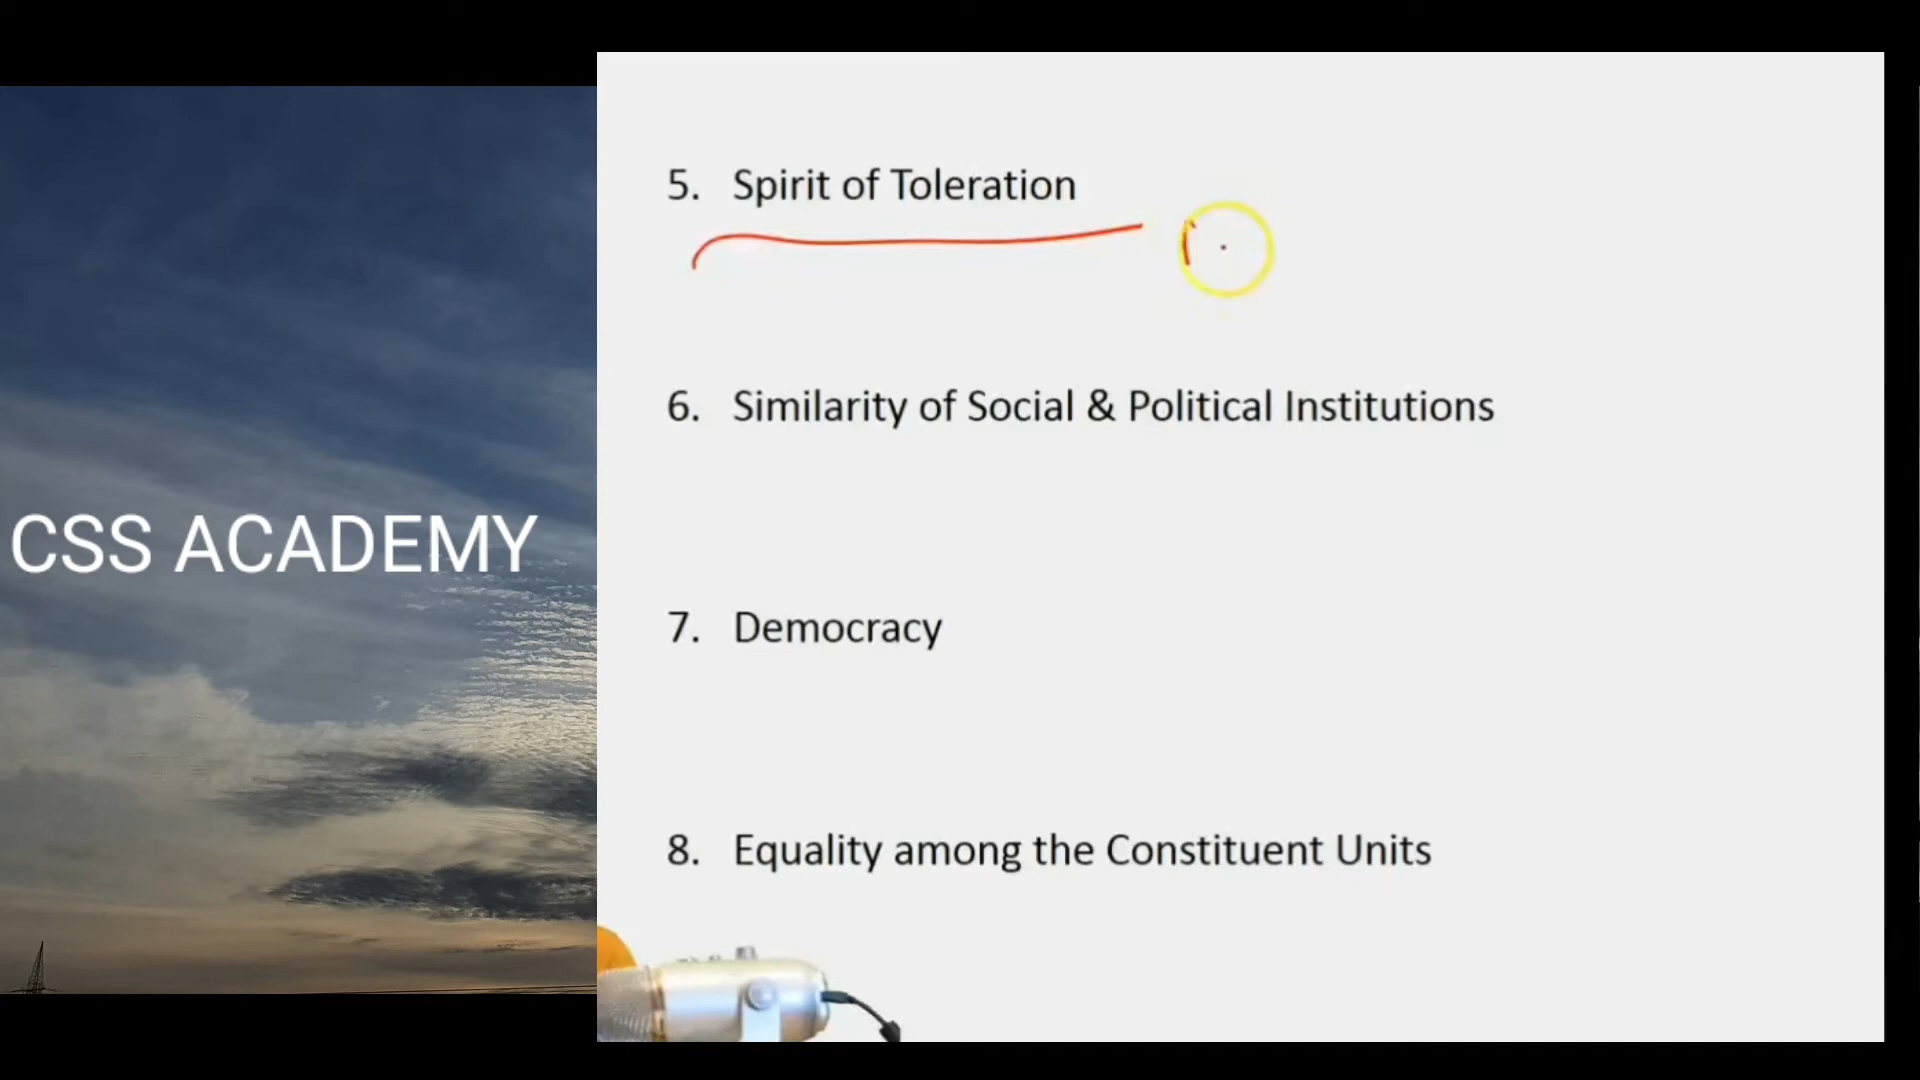 CSS ACADEMY
5. Spirit of Toleration
6. Similarity of Social & Political Institutions
7. Democracy
8. Equality among the Constituent Units